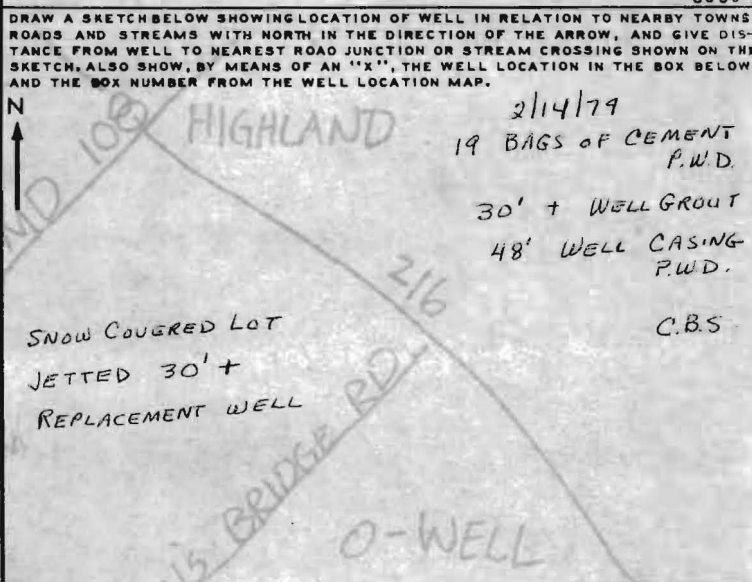 DRAW A SKETCH BELOW SHOWING LOCATION OF WELL IN RELATION TO NEARBY TOWNS
ROADS AND STREAMS WITH NORTH IN THE DIRECTION OF THE ARROW, AND GIVE DIS-
TANCE FROM WELL TO NEAREST ROAD JUNCTION OR STREAM CROSSING SHOWN ON THE
SKETCH. ALSO SHOW, BY MEANS OF AN "X", THE WELL LOCATION IN THE BOX BELOW
AND THE BOX NUMBER FROM THE WELL LOCATION MAP.
N
2/14/79
HIGHLAND
MD 108
19 BAGS OF CEMENT
P.W.D.
30' + WELL GROUT
48' WELL CASING
P.W.D.
216
C.B.S
SNOW COVERED LOT
JETTED 30' +
REPLACEMENT WELL
BRIDGE RD.
O-WELL